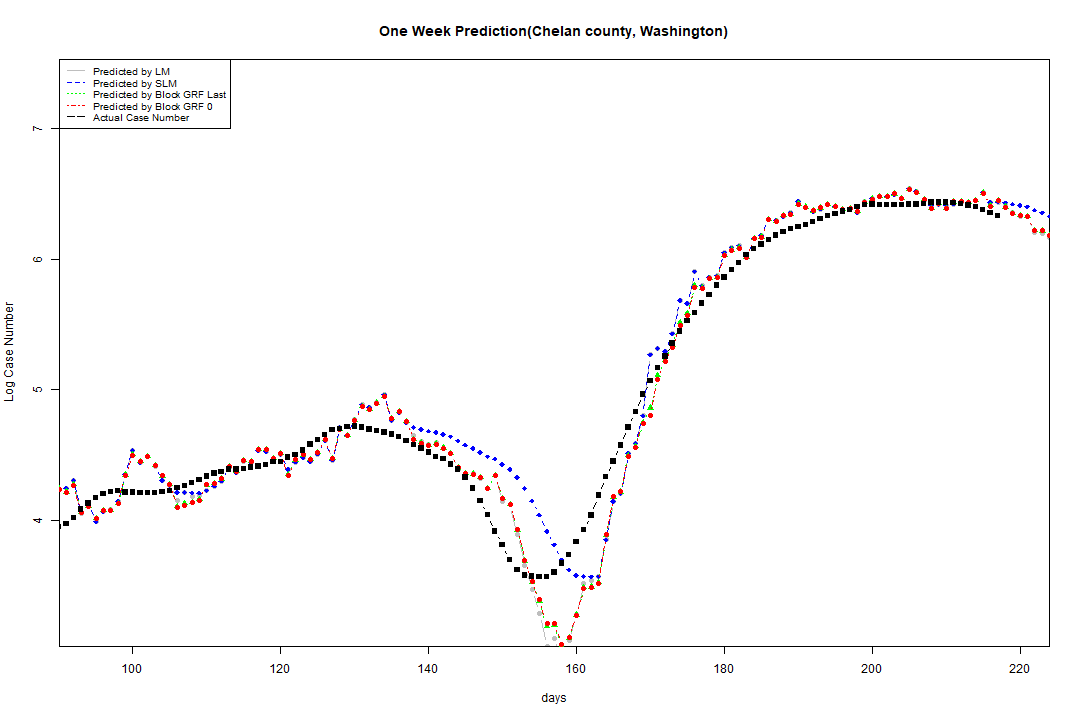 One Week Prediction(Chelan county, Washington)
Predicted by LM
Predicted by SLM
Predicted by Block GRF Last
Predicted by Block GRF 0
Actual Case Number
7
6
5
4
Log Case Number
100 120 140 160 180 200 220
days